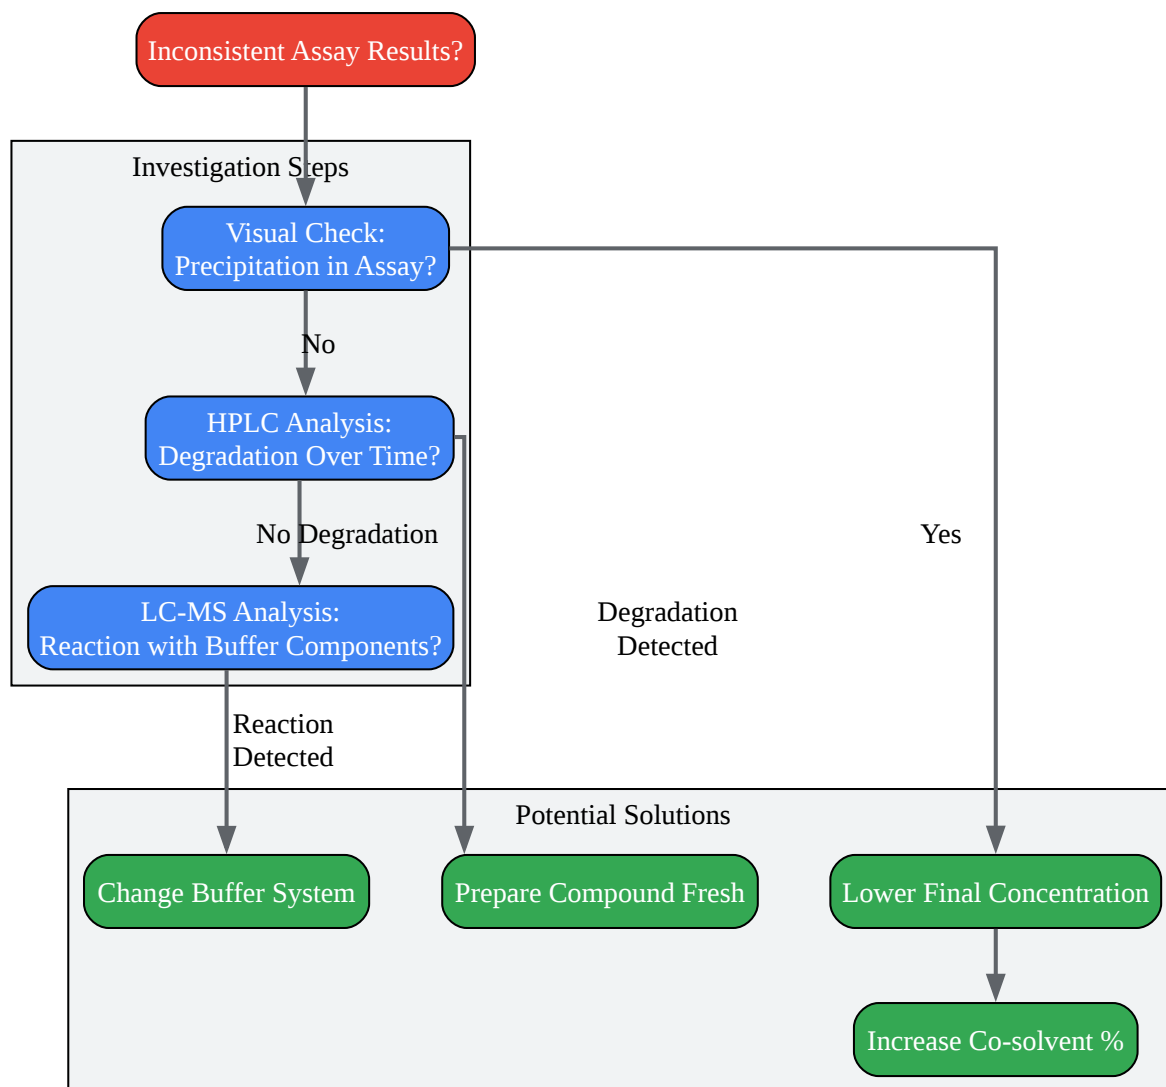 Inconsistent Assay Results?
Investigation Steps
Visual Check:
Precipitation in Assay?
No
HPLC Analysis:
Degradation Over Time?
No Degradation
Yes
LC-MS Analysis:
Reaction with Buffer Components?
Degradation
Detected
Reaction
Detected
Potential Solutions
Change Buffer System
Prepare Compound Fresh
Lower Final Concentration
Increase Co-solvent %